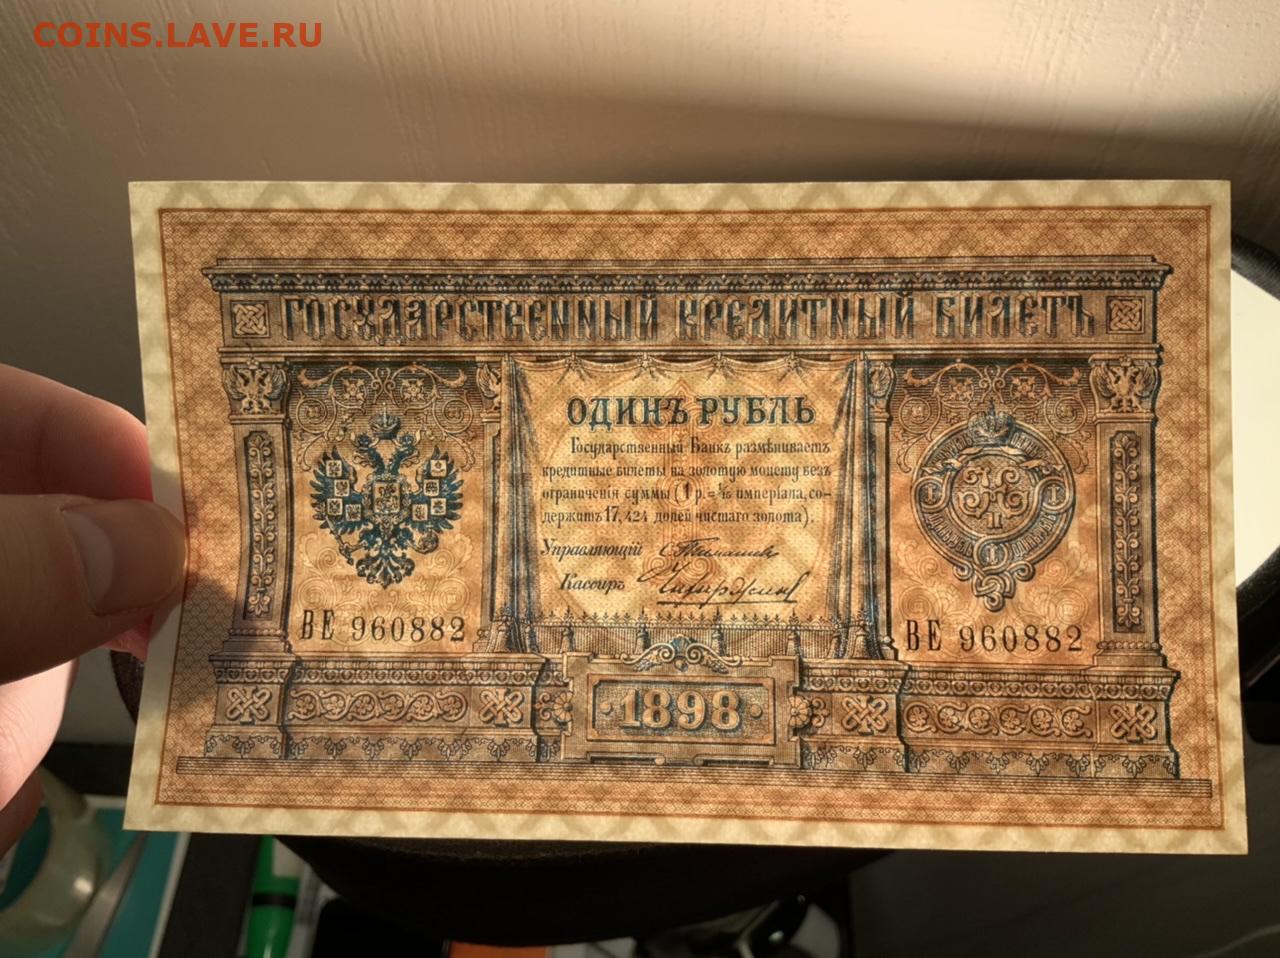 COINS.LAVE.RU
ГОСУДАРСТВЕННЫЙ КРЕДИТНЫЙ БИЛЕТЪ
ОДИНЪ РУБЛЬ
Государственный Банкъ размѣниваетъ
кредитные билеты на золотую монету безъ
ограниченія суммы (1 р. = 1/15 имперіала, со-
держитъ 17,424 долей чистаго золота).
Управляющій С. Тимашевъ
Кассиръ
ВЕ 960882
ВЕ 960882
1898